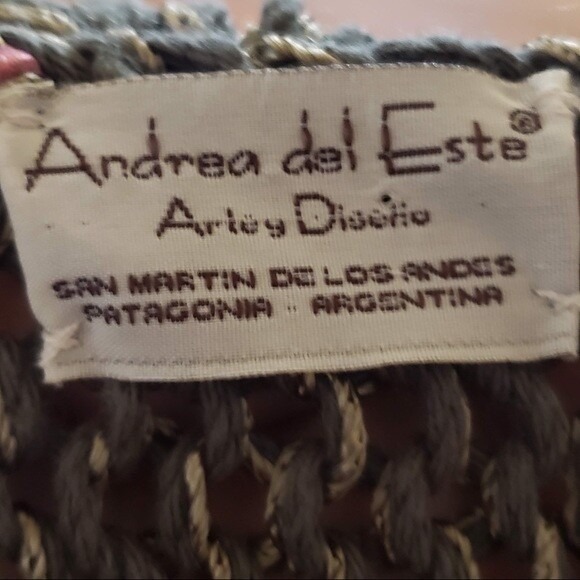 Andrea del Este®
Arte y Diseño
SAN MARTIN DE LOS ANDES
PATAGONIA - ARGENTINA